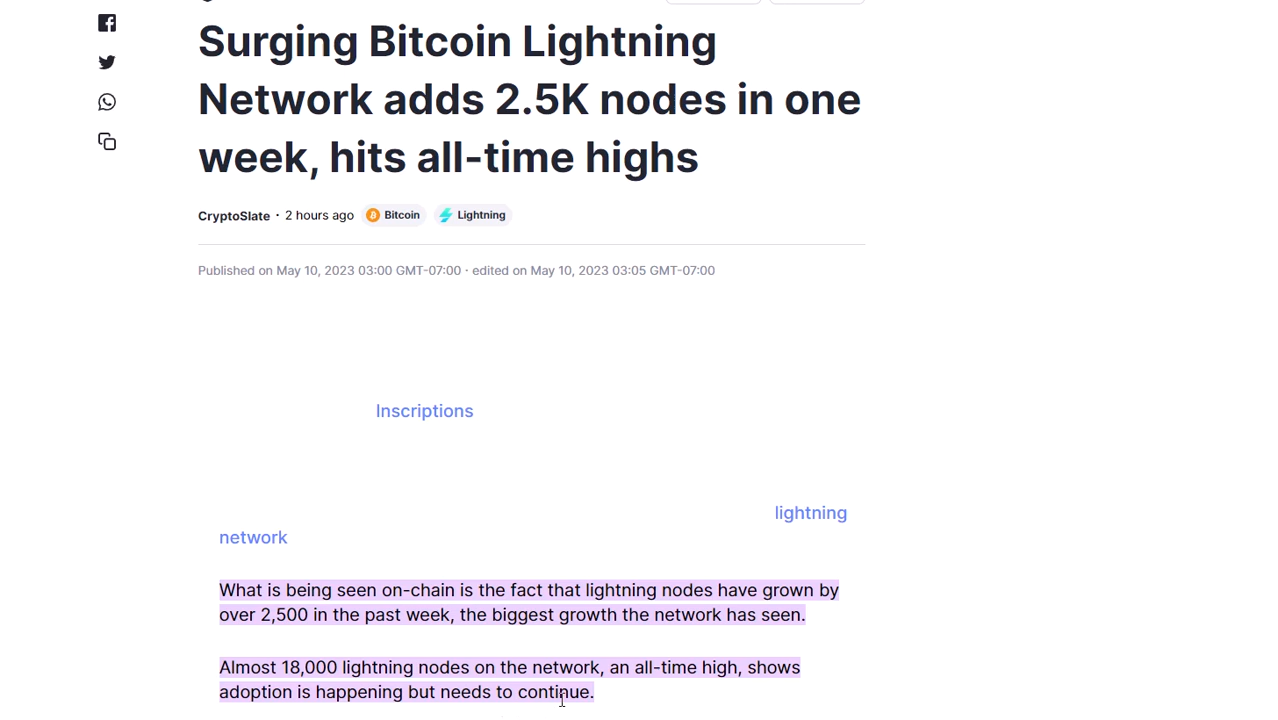 Surging Bitcoin Lightning
Network adds 2.5K nodes in one
week, hits all-time highs
CryptoSlate · 2 hours ago Bitcoin Lightning
Published on May 10, 2023 03:00 GMT-07:00 · edited on May 10, 2023 03:05 GMT-07:00
Inscriptions
lightning
network
What is being seen on-chain is the fact that lightning nodes have grown by
over 2,500 in the past week, the biggest growth the network has seen.
Almost 18,000 lightning nodes on the network, an all-time high, shows
adoption is happening but needs to continue.